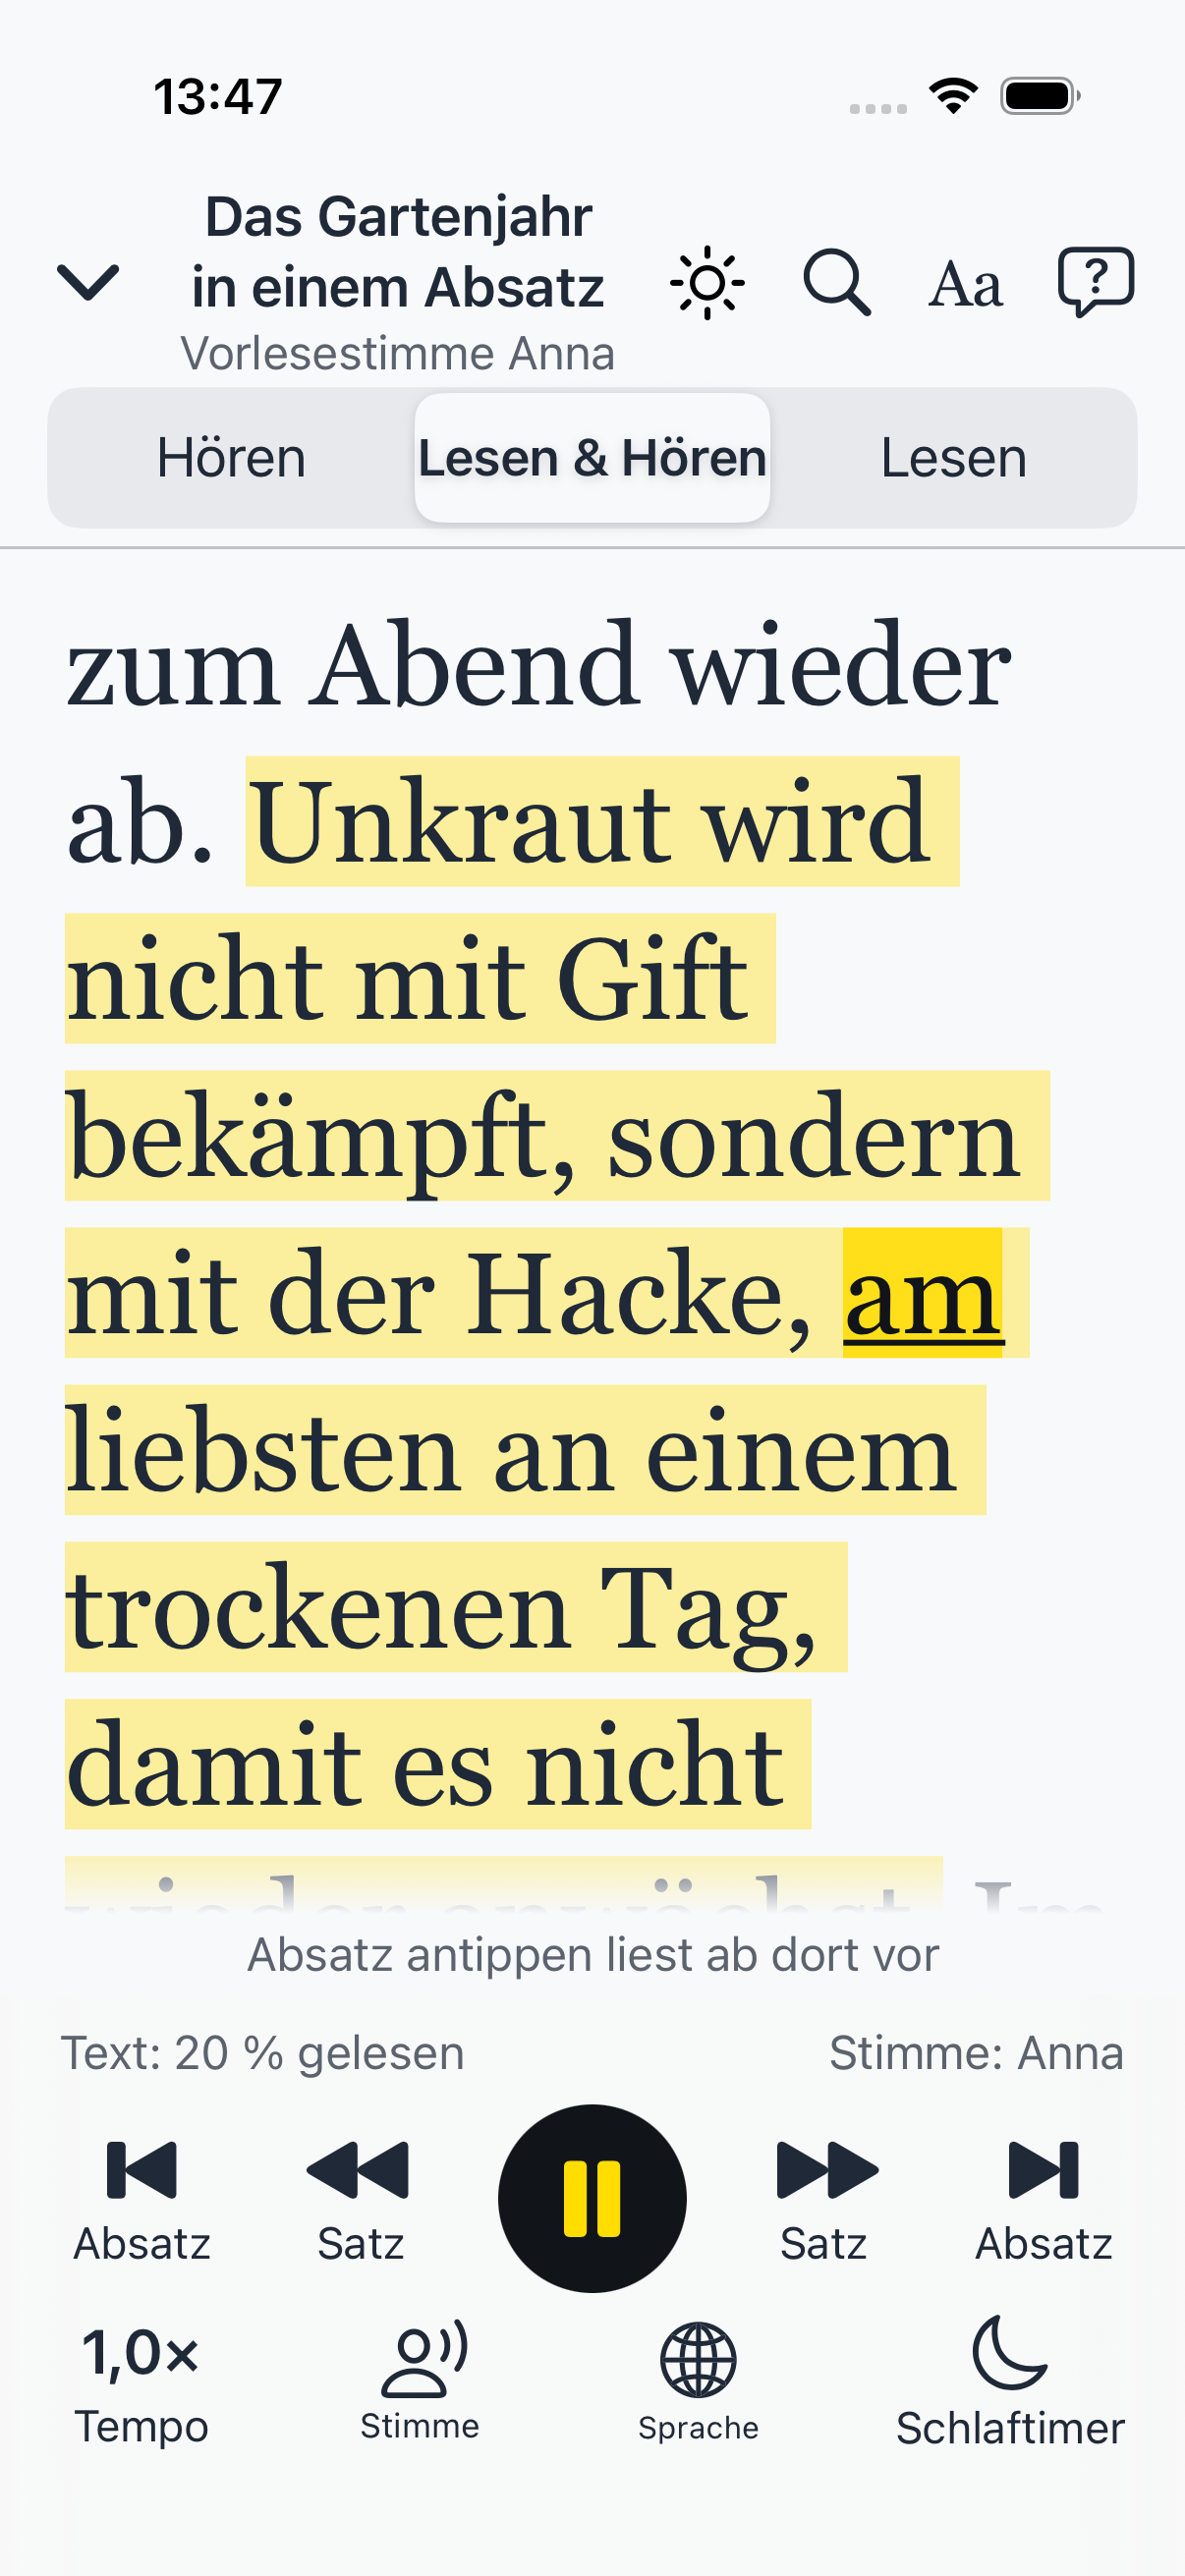 13:47
Das Gartenjahr
in einem Absatz
Vorlesestimme Anna
Aa
?
Hören
Lesen & Hören
Lesen
zum Abend wieder
ab. Unkraut wird
nicht mit Gift
bekämpft, sondern
mit der Hacke, am
liebsten an einem
trockenen Tag,
damit es nicht
Absatz antippen liest ab dort vor
Text: 20 % gelesen
Stimme: Anna
Absatz
Satz
Satz
Absatz
1,0×
Tempo
Stimme
Sprache
Schlaftimer